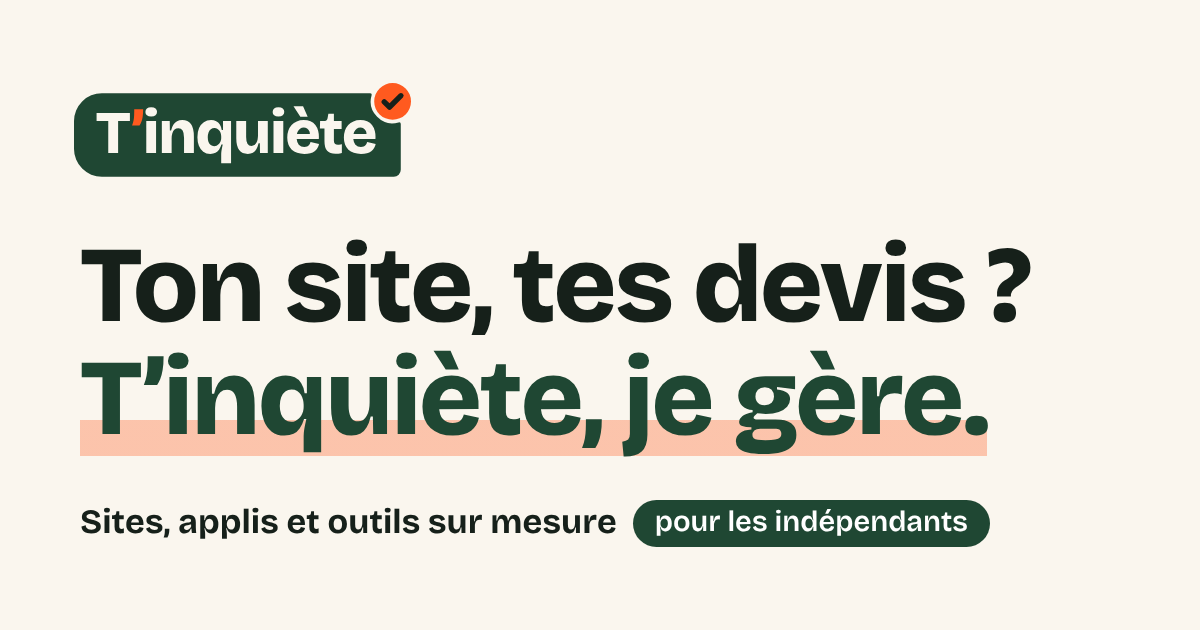 T’inquiète
Ton site, tes devis ?
T’inquiète, je gère.
Sites, applis et outils sur mesure pour les indépendants